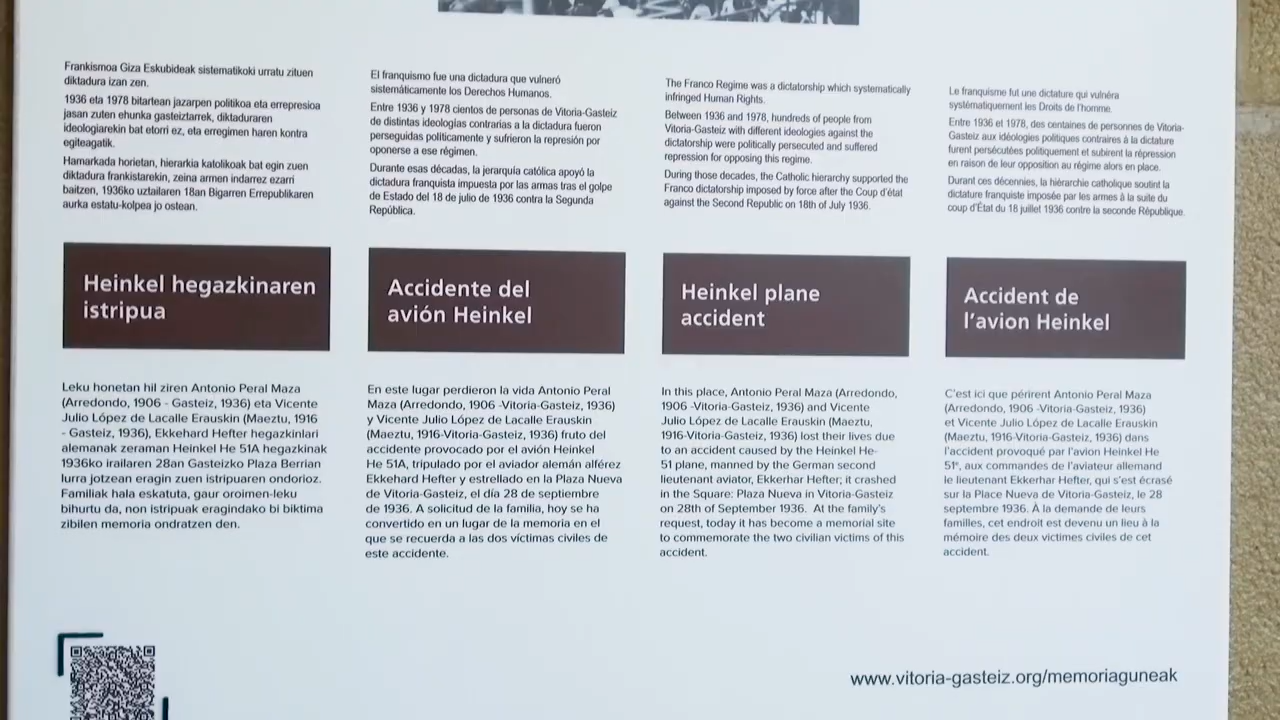 Frankismoa Giza Eskubideak sistematikoki urratu zituen
diktadura izan zen.
1936 eta 1978 bitartean jazarpen politikoa eta errepresioa
jasan zuten ehunka gasteiztarrek, diktaduraren
ideologiarekin bat etorri ez, eta erregimen haren kontra
egiteagatik.
Hamarkada horietan, hierarkia katolikoak bat egin zuen
diktadura frankistarekin, zeina armen indarrez ezarri
baitzen, 1936ko uztailaren 18an Bigarren Errepublikaren
aurka estatu-kolpea jo ostean.
El franquismo fue una dictadura que vulneró
sistemáticamente los Derechos Humanos.
Entre 1936 y 1978 cientos de personas de Vitoria-Gasteiz
de distintas ideologías contrarias a la dictadura fueron
perseguidas políticamente y sufrieron la represión por
oponerse a ese régimen.
Durante esas décadas, la jerarquía católica apoyó la
dictadura franquista impuesta por las armas tras el golpe
de Estado del 18 de julio de 1936 contra la Segunda
República.
The Franco Regime was a dictatorship which systematically
infringed Human Rights.
Between 1936 and 1978, hundreds of people from
Vitoria-Gasteiz with different ideologies against the
dictatorship were politically persecuted and suffered
repression for opposing this regime.
During those decades, the Catholic hierarchy supported the
Franco dictatorship imposed by force after the Coup d'état
against the Second Republic on 18th of July 1936.
Le franquisme fut une dictature qui vulnéra
systématiquement les Droits de l'homme.
Entre 1936 et 1978, des centaines de personnes de Vitoria-
Gasteiz aux idéologies politiques contraires à la dictature
furent persécutées politiquement et subirent la répression
en raison de leur opposition au régime alors en place.
Durant ces décennies, la hiérarchie catholique soutint la
dictature franquiste imposée par les armes à la suite du
coup d'État du 18 juillet 1936 contre la seconde République.
Heinkel hegazkinaren
istripua
Accidente del
avión Heinkel
Heinkel plane
accident
Accident de
l'avion Heinkel
Leku honetan hil ziren Antonio Peral Maza
(Arredondo, 1906 - Gasteiz, 1936) eta Vicente
Julio López de Lacalle Erauskin (Maeztu, 1916
- Gasteiz, 1936), Ekkehard Hefter hegazkinlari
alemanak zeraman Heinkel He 51A hegazkinak
1936ko irailaren 28an Gasteizko Plaza Berrian
lurra jotzean eragin zuen istripuaren ondorioz.
Familiak hala eskatuta, gaur oroimen-leku
bihurtu da, non istripuak eragindako bi biktima
zibilen memoria ondratzen den.
En este lugar perdieron la vida Antonio Peral
Maza (Arredondo, 1906 -Vitoria-Gasteiz, 1936)
y Vicente Julio López de Lacalle Erauskin
(Maeztu, 1916-Vitoria-Gasteiz, 1936) fruto del
accidente provocado por el avión Heinkel
He 51A, tripulado por el aviador alemán alférez
Ekkehard Hefter y estrellado en la Plaza Nueva
de Vitoria-Gasteiz, el día 28 de septiembre
de 1936. A solicitud de la familia, hoy se ha
convertido en un lugar de la memoria en el
que se recuerda a las dos víctimas civiles de
este accidente.
In this place, Antonio Peral Maza (Arredondo,
1906 -Vitoria-Gasteiz, 1936) and Vicente
Julio López de Lacalle Erauskin (Maeztu,
1916-Vitoria-Gasteiz, 1936) lost their lives due
to an accident caused by the Heinkel He-
51 plane, manned by the German second
lieutenant aviator, Ekkerhar Hefter; it crashed
in the Square: Plaza Nueva in Vitoria-Gasteiz
on 28th of September 1936. At the family's
request, today it has become a memorial site
to commemorate the two civilian victims of this
accident.
C'est ici que périrent Antonio Peral Maza
(Arredondo, 1906 -Vitoria-Gasteiz, 1936)
et Vicente Julio López de Lacalle Erauskin
(Maeztu, 1916-Vitoria-Gasteiz, 1936) dans
l'accident provoqué par l'avion Heinkel He
51ª, aux commandes de l'aviateur allemand
le lieutenant Ekkerhar Hefter, qui s'est écrasé
sur la Place Nueva de Vitoria-Gasteiz, le 28
septembre 1936. À la demande de leurs
familles, cet endroit est devenu un lieu à la
mémoire des deux victimes civiles de cet
accident.
www.vitoria-gasteiz.org/memoriaguneak